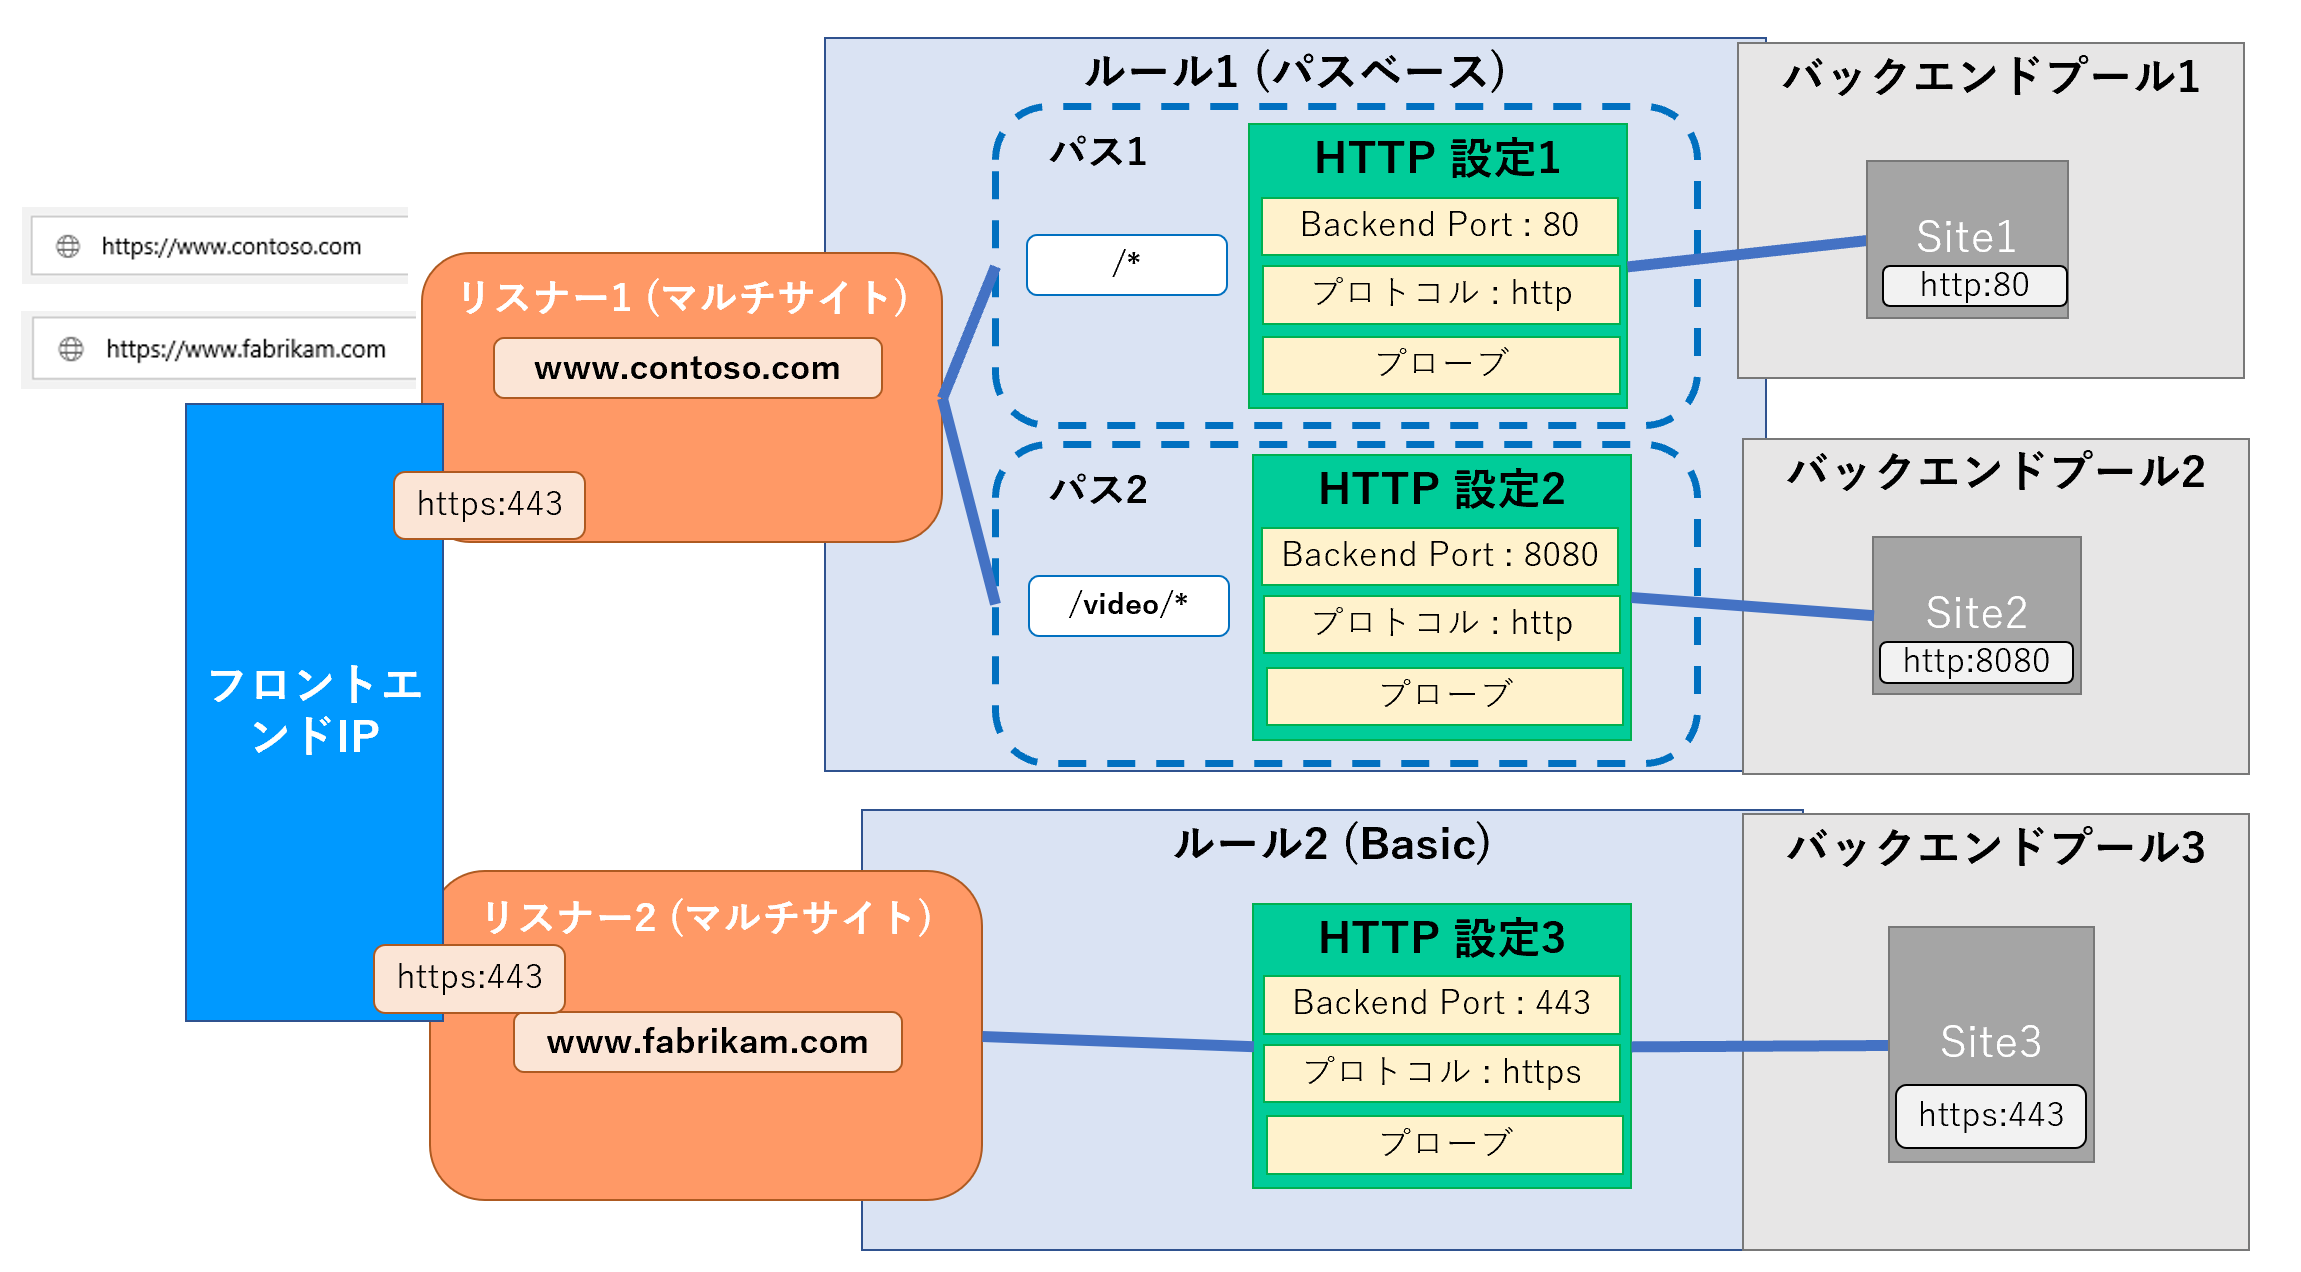 https://www.contoso.com
https://www.fabrikam.com
フロントエ
ンドIP
リスナー1 (マルチサイト)
www.contoso.com
https:443
ルール1 (パスベース)
パス1
/*
HTTP 設定1
Backend Port : 80
プロトコル : http
プローブ
バックエンドプール1
Site1
http:80
パス2
/video/*
HTTP 設定2
Backend Port : 8080
プロトコル : http
プローブ
バックエンドプール2
Site2
http:8080
リスナー2 (マルチサイト)
https:443
www.fabrikam.com
ルール2 (Basic)
HTTP 設定3
Backend Port : 443
プロトコル : https
プローブ
バックエンドプール3
Site3
https:443